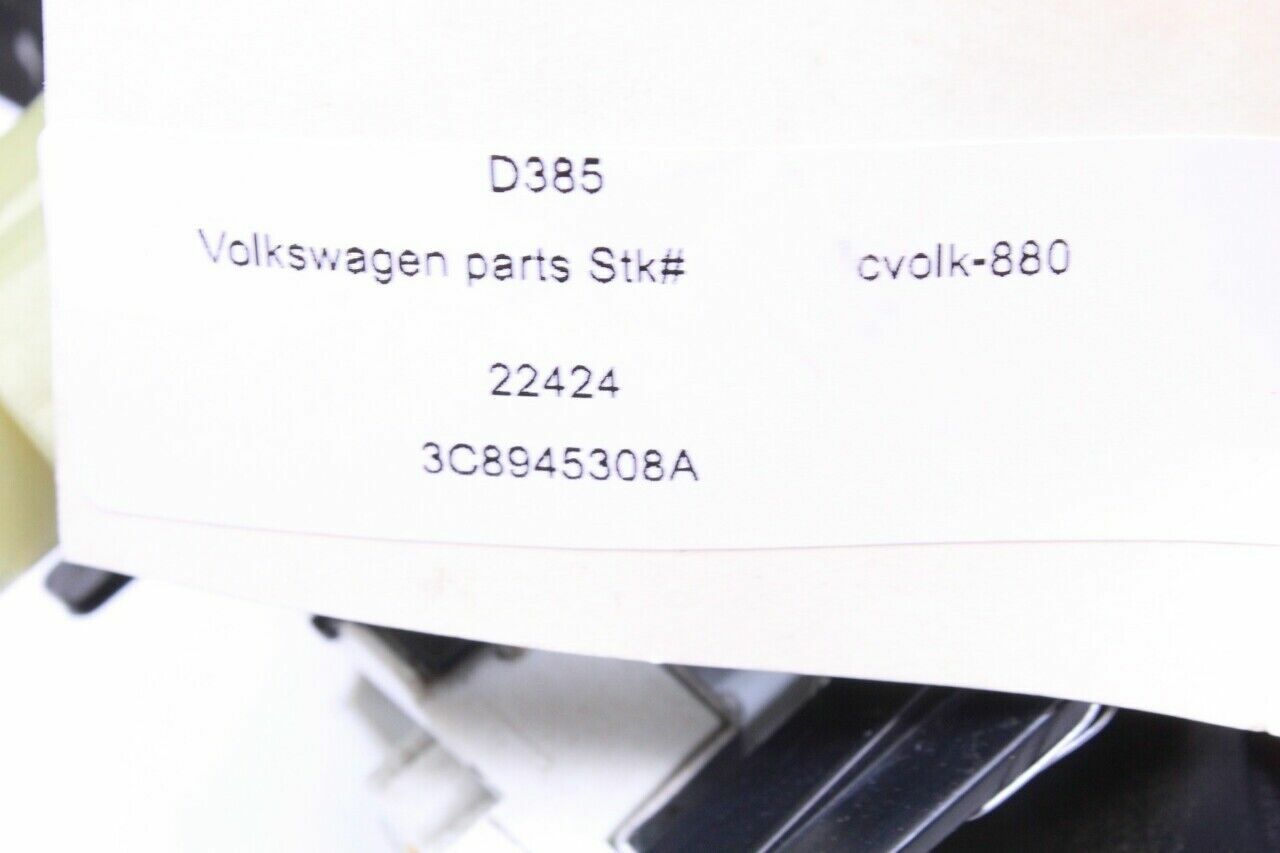 D385
Volkswagen parts Stk# cvolk-880
22424
3C8945308A